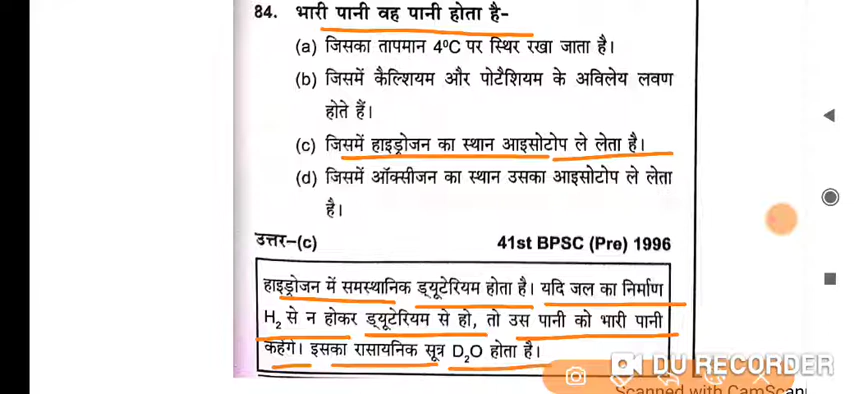 84. भारी पानी वह पानी होता है-
(a) जिसका तापमान 4⁰C पर स्थिर रखा जाता है।
(b) जिसमें कैल्शियम और पोटैशियम के अविलेय लवण
होते हैं।
(c) जिसमें हाइड्रोजन का स्थान आइसोटोप ले लेता है।
(d) जिसमें ऑक्सीजन का स्थान उसका आइसोटोप ले लेता
है।
उत्तर-(c) 41st BPSC (Pre) 1996
हाइड्रोजन में समस्थानिक ड्यूटेरियम होता है। यदि जल का निर्माण
H₂ से न होकर ड्यूटेरियम से हो, तो उस पानी को भारी पानी
कहेंगे। इसका रासायनिक सूत्र D₂O होता है।
DU RECORDER
Scanned with CamScan